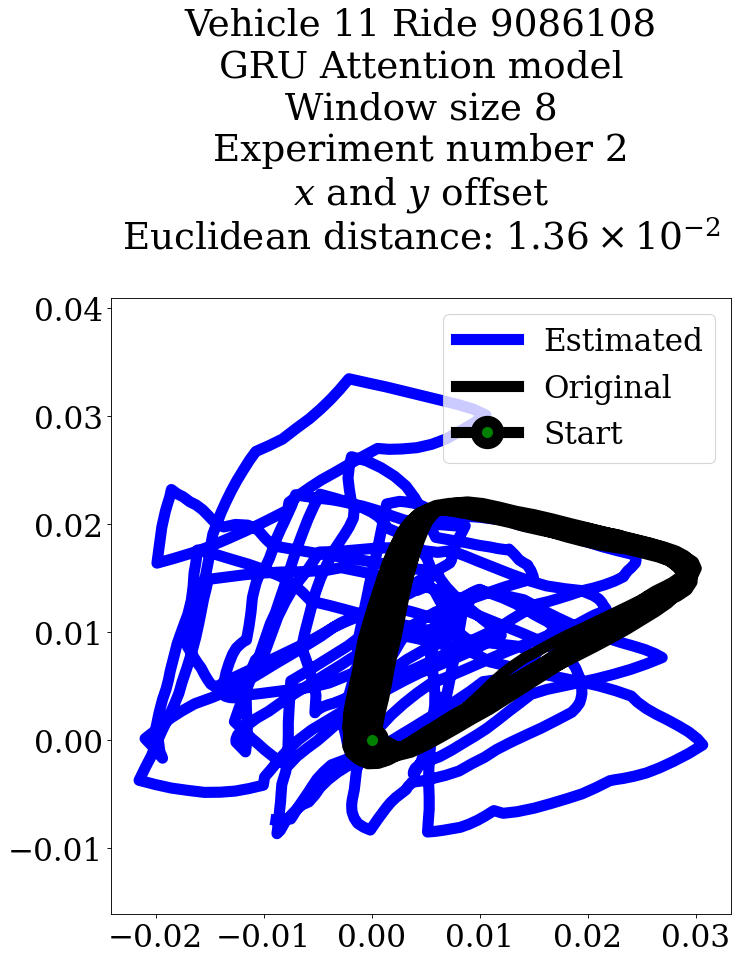 Vehicle 11 Ride 9086108
GRU Attention model
Window size 8
Experiment number 2
x and y offset
Euclidean distance: 1.36 × 10⁻²
0.04
0.03
0.02
0.01
0.00
−0.01
Estimated
Original
Start
−0.02 −0.01 0.00 0.01 0.02 0.03